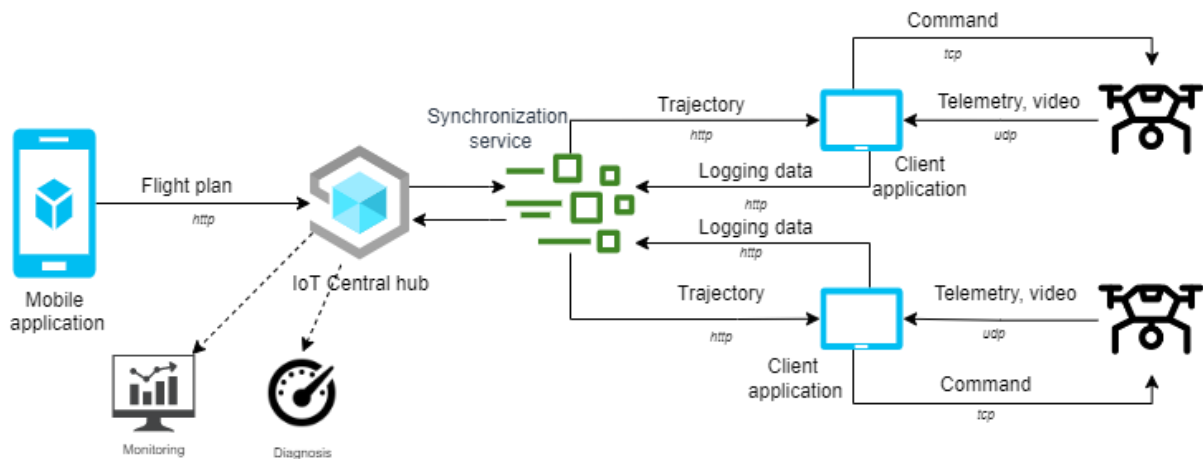 Command
tcp
Synchronization
service
Trajectory
http
Telemetry, video
udp
Flight plan
http
Logging data
http
Client
application
Logging data
http
Mobile
application
IoT Central hub
Trajectory
http
Telemetry, video
udp
Client
application
Command
tcp
Monitoring
Diagnosis